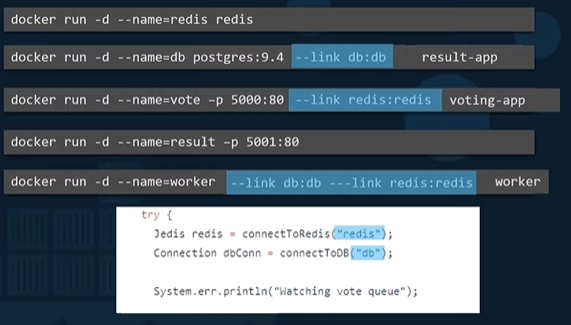 docker run -d --name=redis redis
docker run -d --name=db postgres:9.4 --link db:db result-app
docker run -d --name=vote -p 5000:80 --link redis:redis voting-app
docker run -d --name=result -p 5001:80
docker run -d --name=worker --link db:db ---link redis:redis worker
try {
Jedis redis = connectToRedis("redis");
Connection dbConn = connectToDB("db");
System.err.println("Watching vote queue");